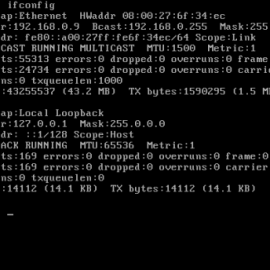 ifconfig
ap:Ethernet HWaddr 08:00:27:6f:34:ec
r:192.168.0.9 Bcast:192.168.0.255 Mask:255
dr: fe80::a00:27ff:fe6f:34ec/64 Scope:Link
CAST RUNNING MULTICAST MTU:1500 Metric:1
ts:55313 errors:0 dropped:0 overruns:0 frame
ts:24734 errors:0 dropped:0 overruns:0 carri
ns:0 txqueuelen:1000
:43255537 (43.2 MB) TX bytes:1590295 (1.5 M
ap:Local Loopback
r:127.0.0.1 Mask:255.0.0.0
dr: ::1/128 Scope:Host
ACK RUNNING MTU:65536 Metric:1
ts:169 errors:0 dropped:0 overruns:0 frame:0
ts:169 errors:0 dropped:0 overruns:0 carrier
ns:0 txqueuelen:0
:14112 (14.1 KB) TX bytes:14112 (14.1 KB)
_